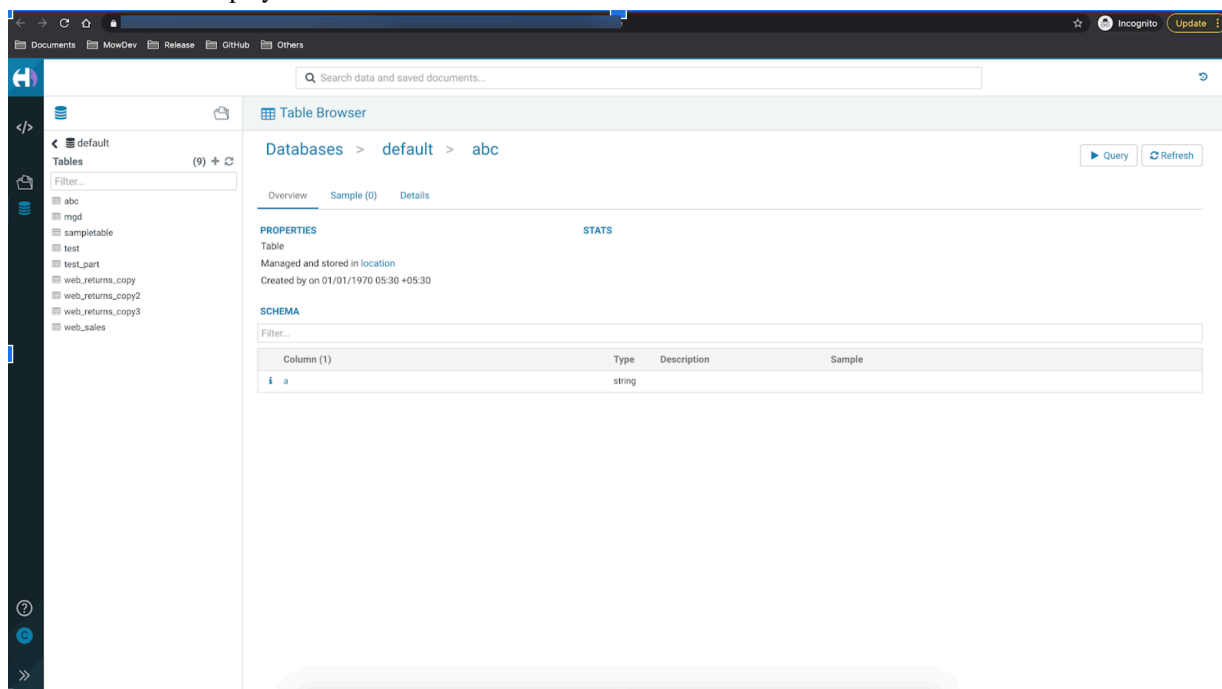 Incognito
Update
Documents MowDev Release GitHub Others
Search data and saved documents...
Table Browser
default
Tables (9)
Filter...
abc
mgd
sampletable
test
test_part
web_returns_copy
web_returns_copy2
web_returns_copy3
web_sales
Databases > default > abc
Query Refresh
Overview Sample (0) Details
PROPERTIES STATS
Table
Managed and stored in location
Created by on 01/01/1970 05:30 +05:30
SCHEMA
Filter...
Column (1) Type Description Sample
i a string
C